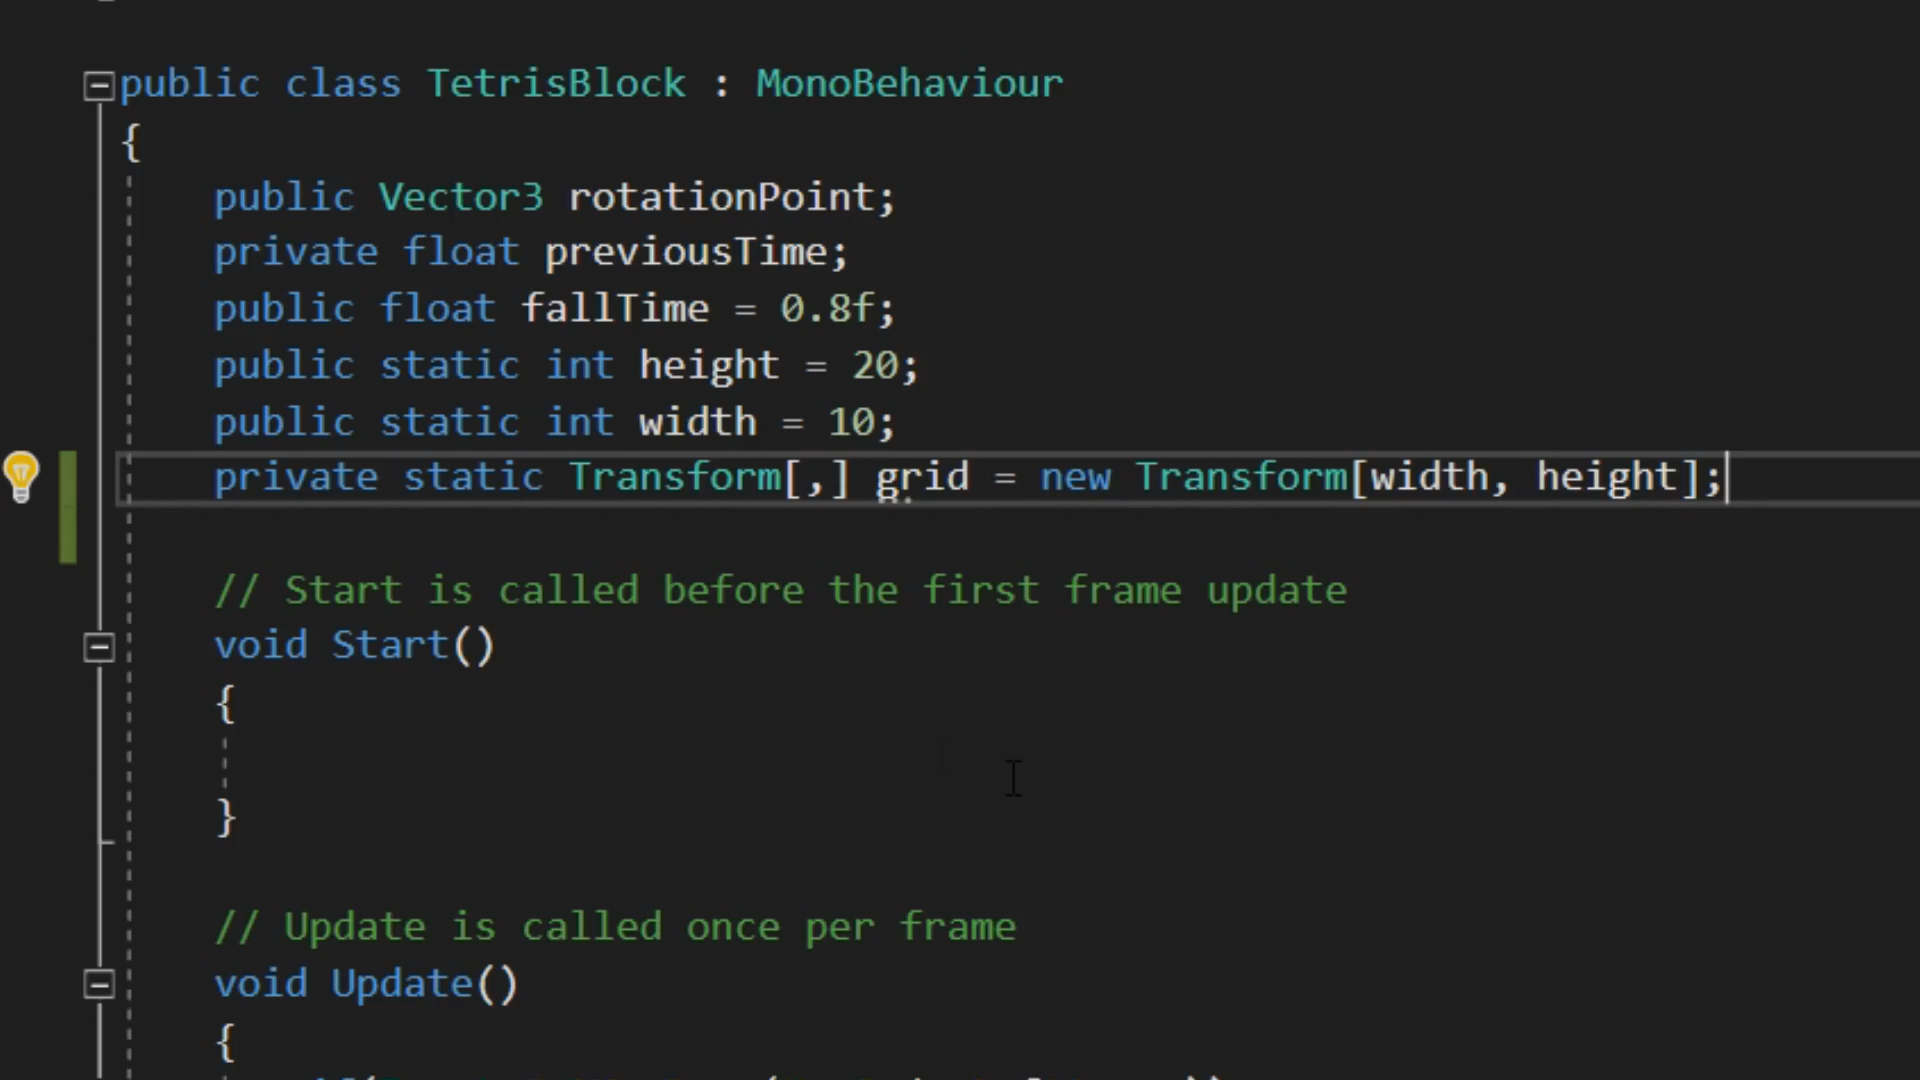 public class TetrisBlock : MonoBehaviour
{
public Vector3 rotationPoint;
private float previousTime;
public float fallTime = 0.8f;
public static int height = 20;
public static int width = 10;
private static Transform[,] grid = new Transform[width, height];
// Start is called before the first frame update
void Start()
{
}
// Update is called once per frame
void Update()
{